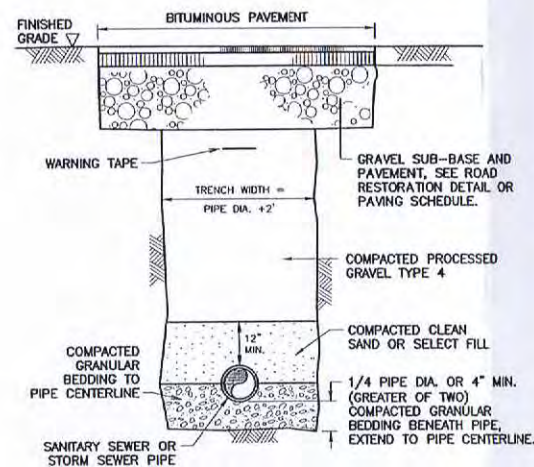 BITUMINOUS PAVEMENT
FINISHED
GRADE
WARNING TAPE
GRAVEL SUB-BASE AND
PAVEMENT, SEE ROAD
RESTORATION DETAIL OR
PAVING SCHEDULE.
TRENCH WIDTH =
PIPE DIA. +2'
COMPACTED PROCESSED
GRAVEL TYPE 4
12"
MIN.
COMPACTED CLEAN
SAND OR SELECT FILL
COMPACTED
GRANULAR
BEDDING TO
PIPE CENTERLINE
1/4 PIPE DIA. OR 4" MIN.
(GREATER OF TWO)
COMPACTED GRANULAR
BEDDING BENEATH PIPE,
EXTEND TO PIPE CENTERLINE.
SANITARY SEWER OR
STORM SEWER PIPE